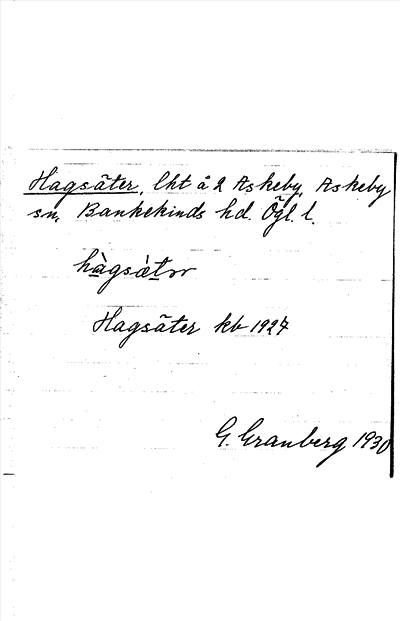 Hagsäter, lht å 2 Askeby, Askeby
sn, Bankekinds hd. Ögl. l.
hàgsàtər
Hagsäter kb 1927
G. Granberg 1930